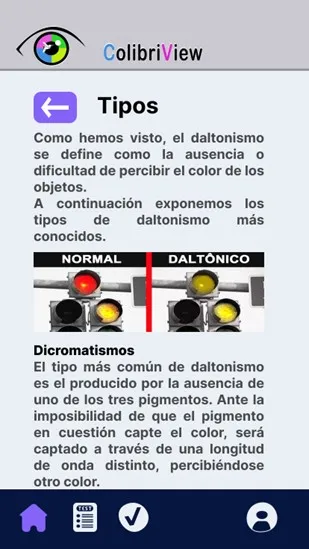 ColibriView
Tipos
Como hemos visto, el daltonismo
se define como la ausencia o
dificultad de percibir el color de los
objetos.
A continuación exponemos los
tipos de daltonismo más
conocidos.
NORMAL DALTÔNICO
Dicromatismos
El tipo más común de daltonismo
es el producido por la ausencia de
uno de los tres pigmentos. Ante la
imposibilidad de que el pigmento
en cuestión capte el color, será
captado a través de una longitud
de onda distinto, percibiéndose
otro color.
TEST